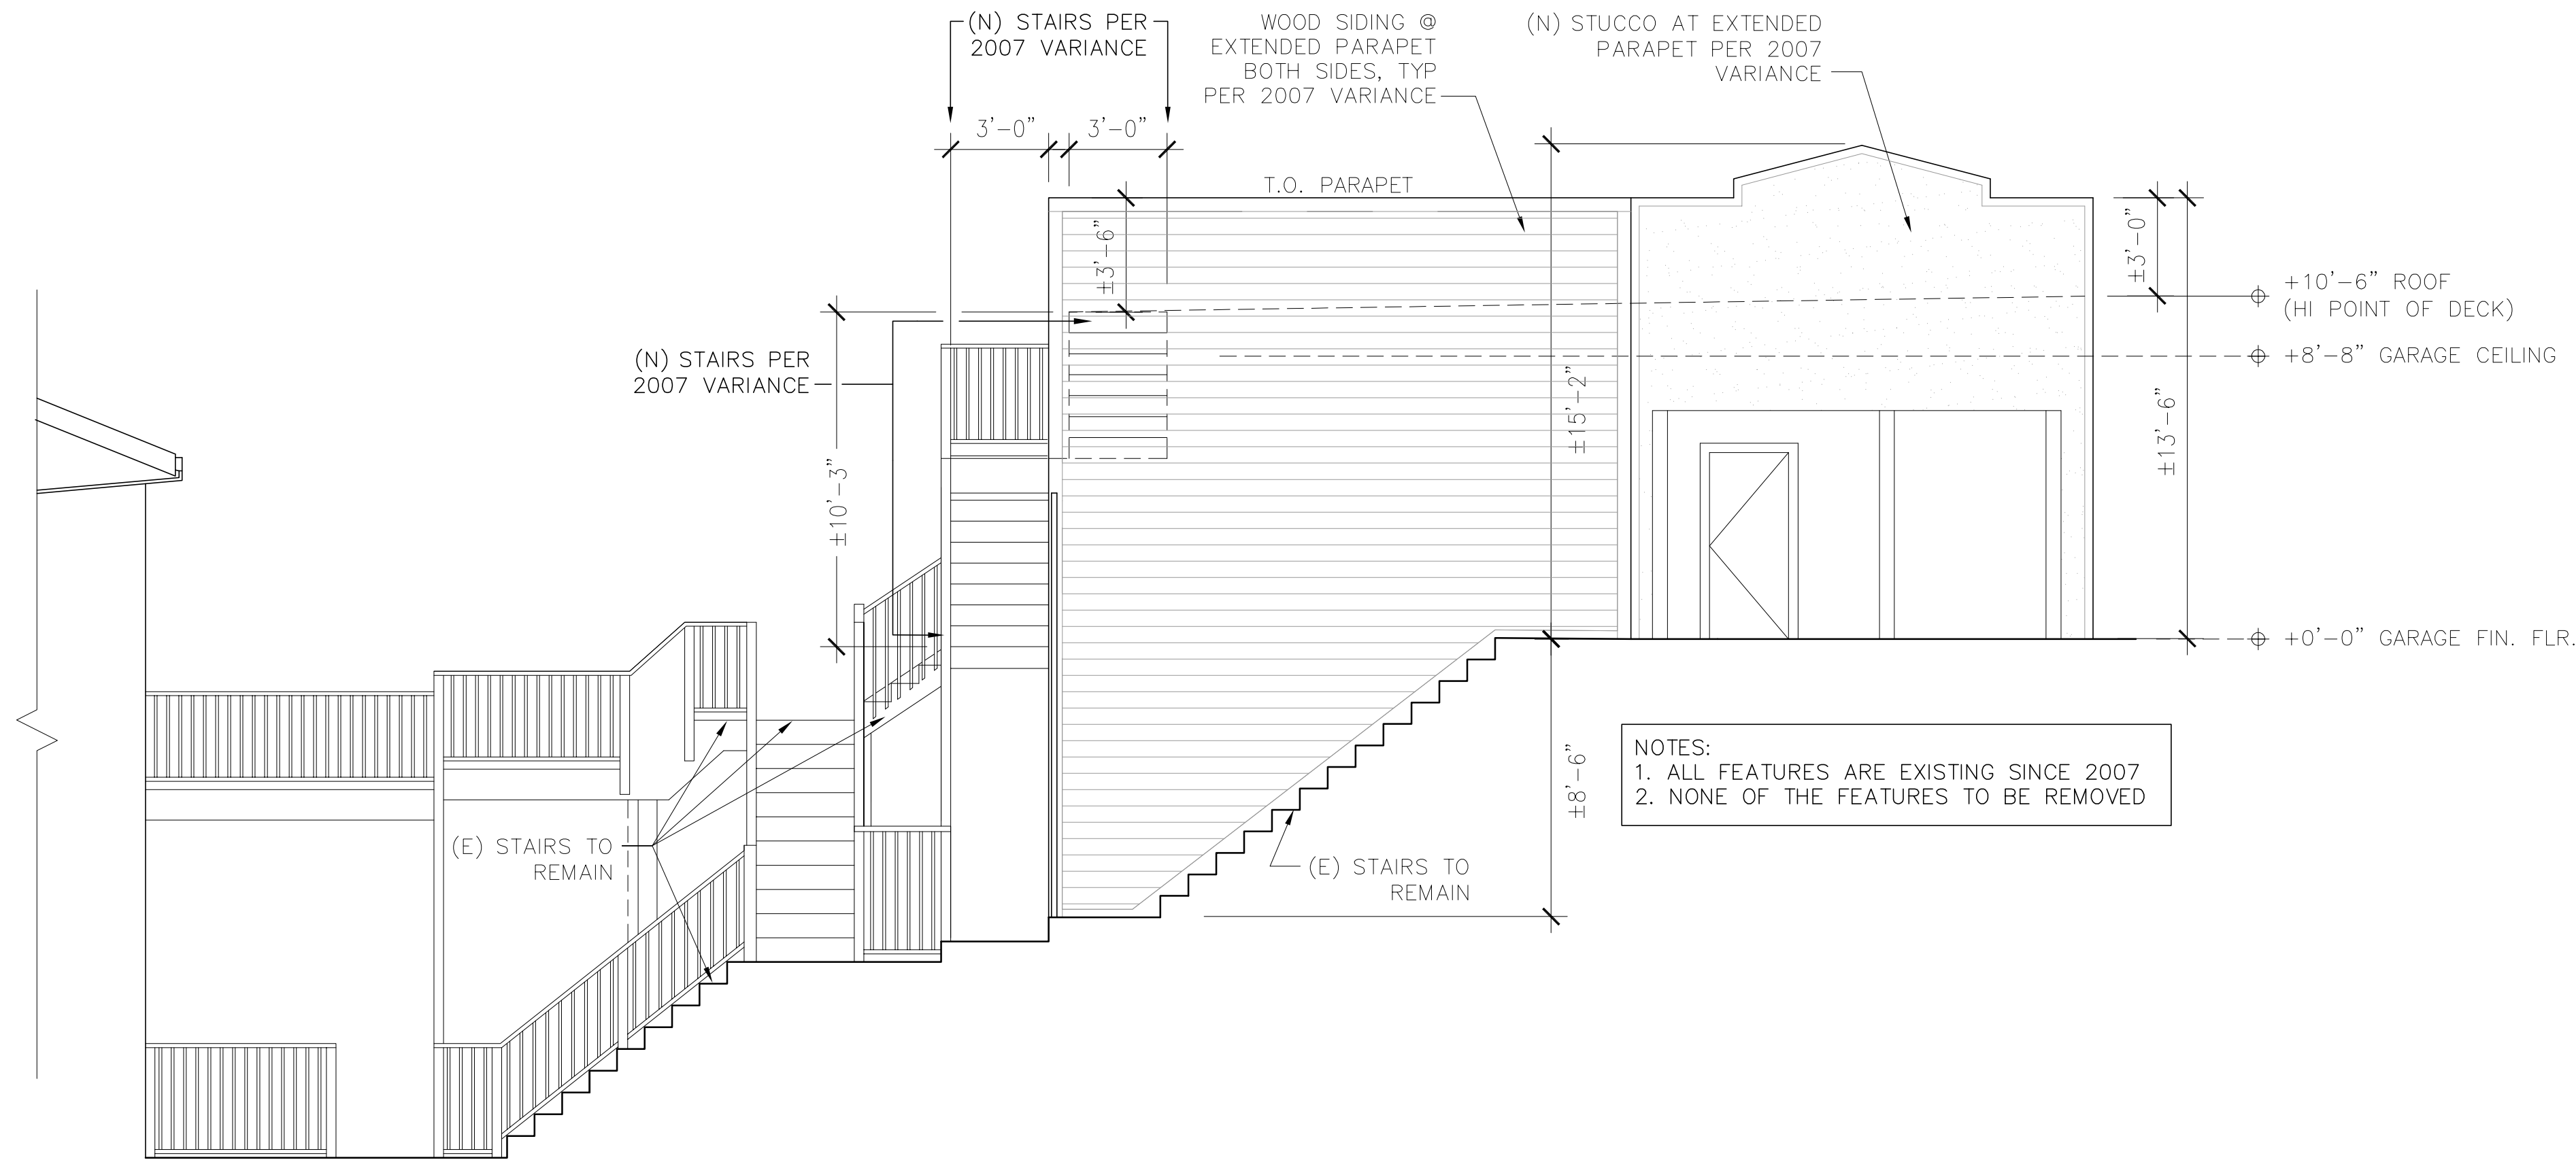 (N) STAIRS PER
2007 VARIANCE
WOOD SIDING @
EXTENDED PARAPET
BOTH SIDES, TYP
PER 2007 VARIANCE
(N) STUCCO AT EXTENDED
PARAPET PER 2007
VARIANCE
3'-0"
3'-0"
T.O. PARAPET
±3'-6"
±3'-0"
+10'-6" ROOF
(HI POINT OF DECK)
(N) STAIRS PER
2007 VARIANCE
+8'-8" GARAGE CEILING
±15'-2"
±13'-6"
±10'-3"
+0'-0" GARAGE FIN. FLR.
±8'-6"
NOTES:
1. ALL FEATURES ARE EXISTING SINCE 2007
2. NONE OF THE FEATURES TO BE REMOVED
(E) STAIRS TO
REMAIN
(E) STAIRS TO
REMAIN